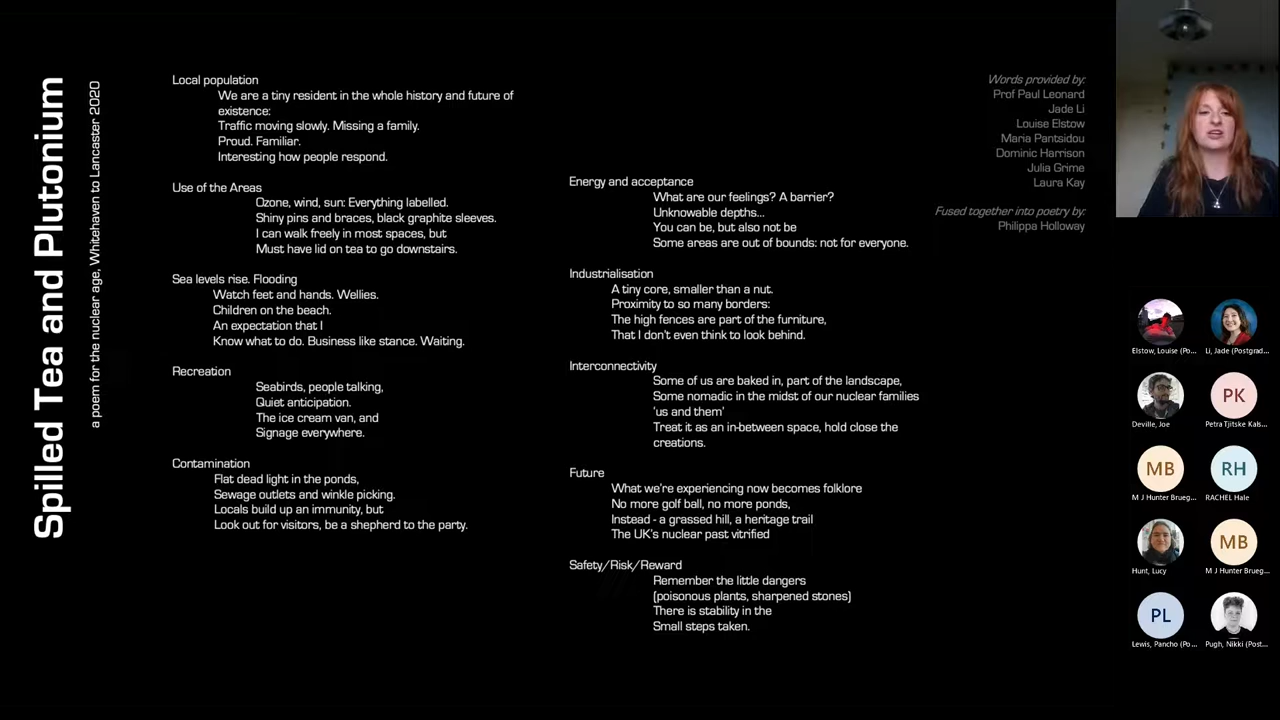 Spilled Tea and Plutonium
a poem for the nuclear age, Whitehaven to Lancaster 2020
Local population
We are a tiny resident in the whole history and future of
existence:
Traffic moving slowly. Missing a family.
Proud. Familiar.
Interesting how people respond.
Use of the Areas
Ozone, wind, sun: Everything labelled.
Shiny pins and braces, black graphite sleeves.
I can walk freely in most spaces, but
Must have lid on tea to go downstairs.
Sea levels rise. Flooding
Watch feet and hands. Wellies.
Children on the beach.
An expectation that I
Know what to do. Business like stance. Waiting.
Recreation
Seabirds, people talking,
Quiet anticipation.
The ice cream van, and
Signage everywhere.
Contamination
Flat dead light in the ponds,
Sewage outlets and winkle picking.
Locals build up an immunity, but
Look out for visitors, be a shepherd to the party.
Energy and acceptance
What are our feelings? A barrier?
Unknowable depths...
You can be, but also not be
Some areas are out of bounds: not for everyone.
Industrialisation
A tiny core, smaller than a nut.
Proximity to so many borders:
The high fences are part of the furniture,
That I don't even think to look behind.
Interconnectivity
Some of us are baked in, part of the landscape,
Some nomadic in the midst of our nuclear families
'us and them'
Treat it as an in-between space, hold close the
creations.
Future
What we're experiencing now becomes folklore
No more golf ball, no more ponds,
Instead - a grassed hill, a heritage trail
The UK's nuclear past vitrified
Safety/Risk/Reward
Remember the little dangers
(poisonous plants, sharpened stones)
There is stability in the
Small steps taken.
Words provided by:
Prof Paul Leonard
Jade Li
Louise Elstow
Maria Pantsidou
Dominic Harrison
Julia Grime
Laura Kay
Fused together into poetry by:
Philippa Holloway
Elstow, Louise (Po...
Li, Jade (Postgrad...
Deville, Joe
PK
Petra Tjitske Kals...
MB
M J Hunter Brueg...
RH
RACHEL Hale
Hunt, Lucy
MB
M J Hunter Brueg...
PL
Lewis, Pancho (Po...
Pugh, Nikki (Post...